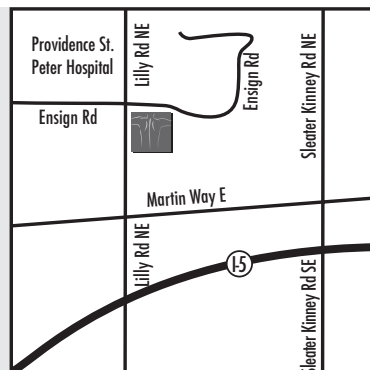 Providence St.
Peter Hospital
Lilly Rd NE
Ensign Rd
Sleater Kinney Rd NE
Ensign Rd
Martin Way E
Lilly Rd NE
I-5
Sleater Kinney Rd SE